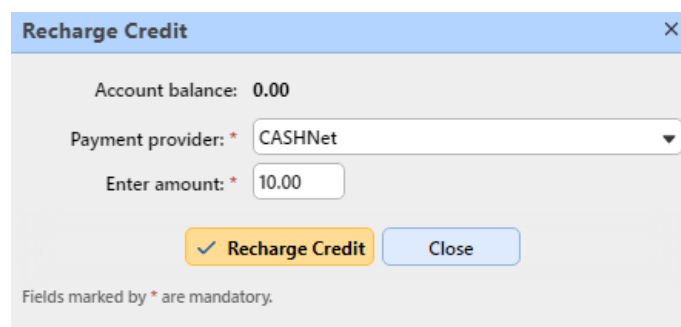 Recharge Credit ×
Account balance: 0.00
Payment provider: * CASHNet
Enter amount: * 10.00
Recharge Credit Close
Fields marked by * are mandatory.